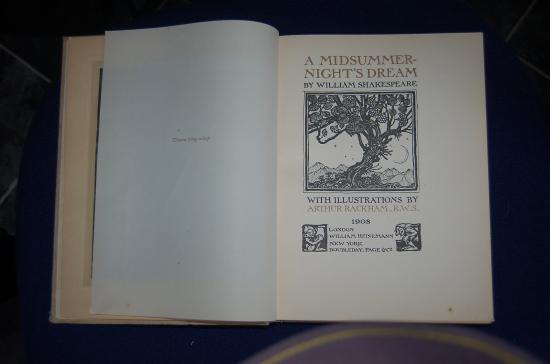 A MIDSUMMER-
NIGHT'S DREAM
BY WILLIAM SHAKESPEARE
WITH ILLUSTRATIONS BY
ARTHUR RACKHAM, R.W.S.
1908
LONDON
WILLIAM HEINEMANN
NEW YORK
DOUBLEDAY, PAGE & Co